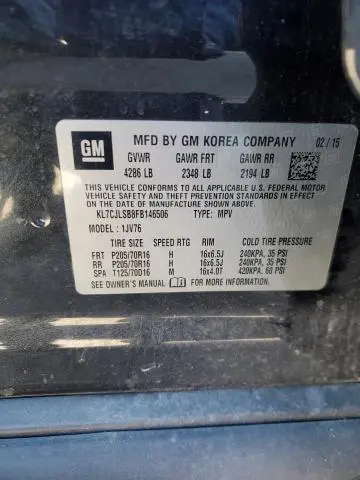 GM
MFD BY GM KOREA COMPANY 02/15
GVWR GAWR FRT GAWR RR
4286 LB 2348 LB 2194 LB
THIS VEHICLE CONFORMS TO ALL APPLICABLE U.S. FEDERAL MOTOR
VEHICLE SAFETY, BUMPER, AND THEFT PREVENTION STANDARDS IN EFFECT ON THE
DATE OF MANUFACTURE SHOWN ABOVE.
KL7CJLSB8FB146506 TYPE: MPV
MODEL : 1JV76
TIRE SIZE SPEED RTG RIM COLD TIRE PRESSURE
FRT P205/70R16 H 16x6.5J 240KPA, 35 PSI
RR P205/70R16 H 16x6.5J 240KPA, 35 PSI
SPA T125/70D16 M 16x4.0T 420KPA, 60 PSI
SEE OWNER'S MANUAL FOR MORE INFORMATION